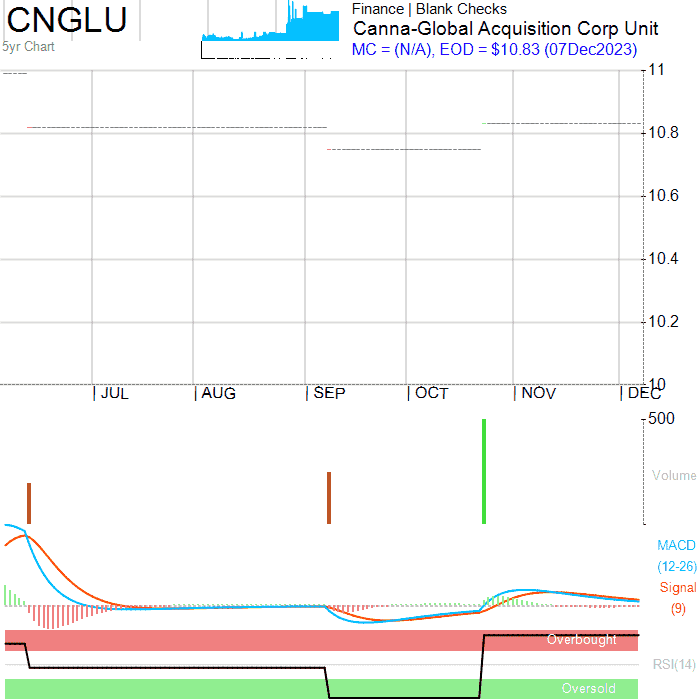 CNGLU
5yr Chart
Finance | Blank Checks
Canna-Global Acquisition Corp Unit
MC = (N/A), EOD = $10.83 (07Dec2023)
11
10.8
10.6
10.4
10.2
10
JUL AUG SEP OCT NOV DEC
500
Volume
MACD
(12-26)
Signal
(9)
Overbought
RSI(14)
Oversold